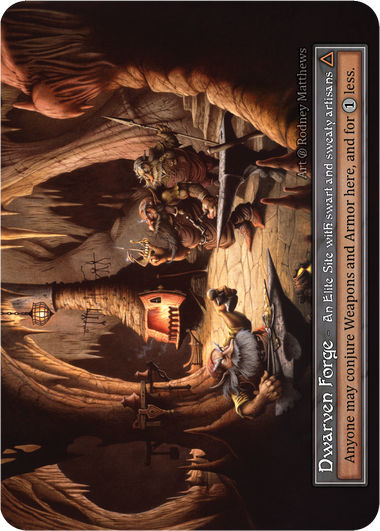 Art @ Rodney Matthews
Dwarven Forge - An Elite Site with swart and sweaty artisans
Anyone may conjure Weapons and Armor here, and for 1 less.